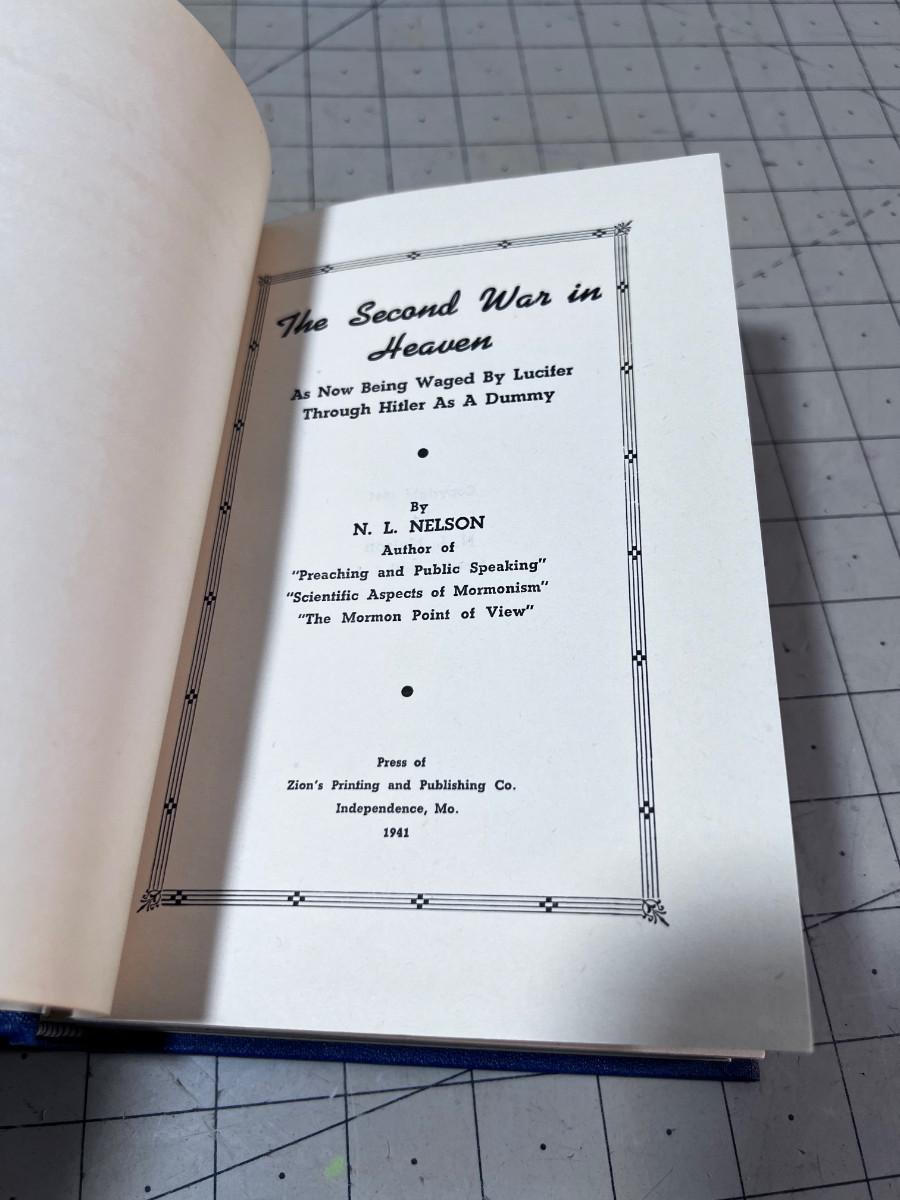 The Second War in
Heaven
As Now Being Waged By Lucifer
Through Hitler As A Dummy
By
N. L. NELSON
Author of
"Preaching and Public Speaking"
"Scientific Aspects of Mormonism"
"The Mormon Point of View"
Press of
Zion's Printing and Publishing Co.
Independence, Mo.
1941